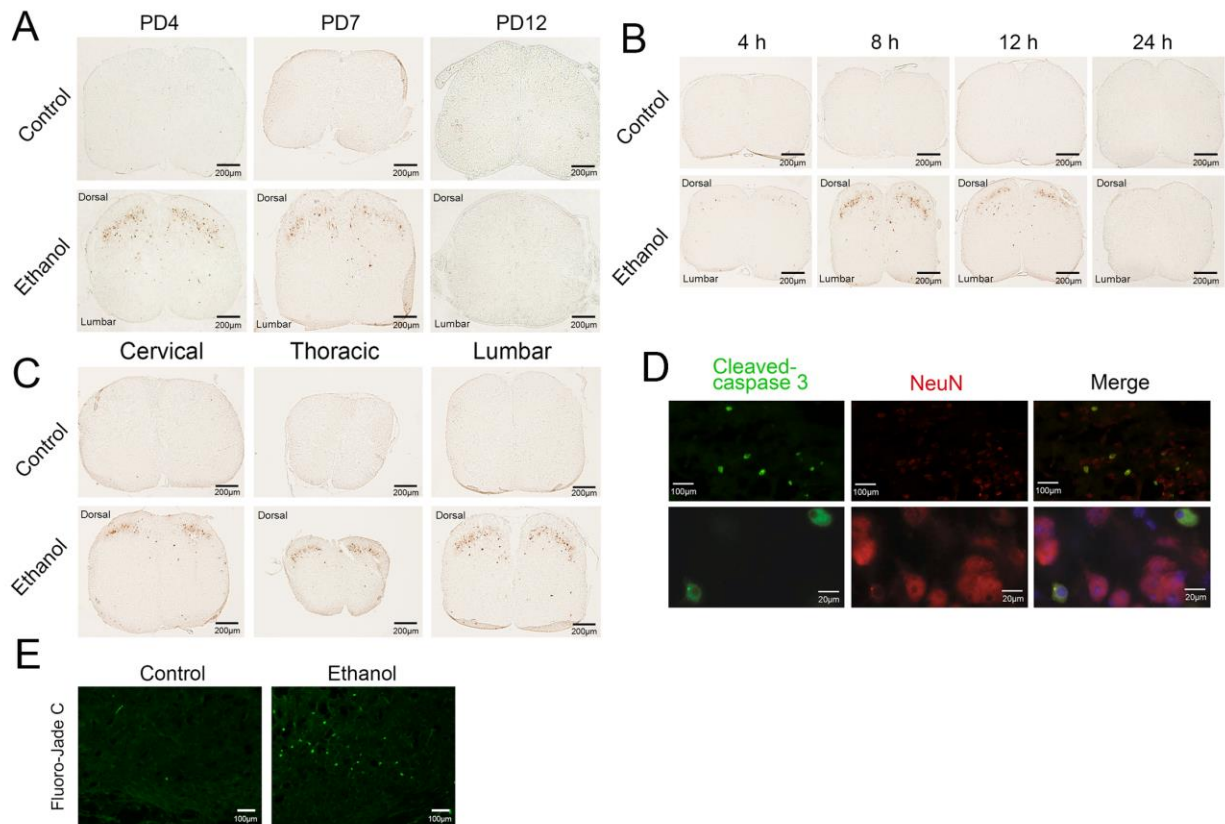 A
PD4 PD7 PD12
Control
200µm 200µm 200µm
Ethanol
Dorsal Dorsal Dorsal
Lumbar Lumbar Lumbar
200µm 200µm 200µm
B
4 h 8 h 12 h 24 h
Control
200µm 200µm 200µm 200µm
Ethanol
Dorsal Dorsal Dorsal Dorsal
Lumbar Lumbar Lumbar Lumbar
200µm 200µm 200µm 200µm
C
Cervical Thoracic Lumbar
Control
200µm 200µm 200µm
Ethanol
Dorsal Dorsal Dorsal
200µm 200µm 200µm
D
Cleaved-
caspase 3
NeuN Merge
100µm 100µm 100µm
20µm 20µm 20µm
E
Control Ethanol
Fluoro-Jade C
100µm 100µm